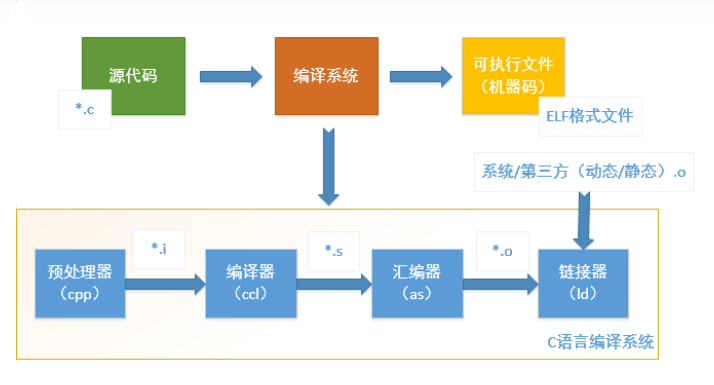 源代码
编译系统
可执行文件
（机器码）
*.c
ELF格式文件
系统/第三方（动态/静态）.o
*.i
*.s
*.o
预处理器
（cpp）
编译器
（ccl）
汇编器
（as）
链接器
（ld）
C语言编译系统